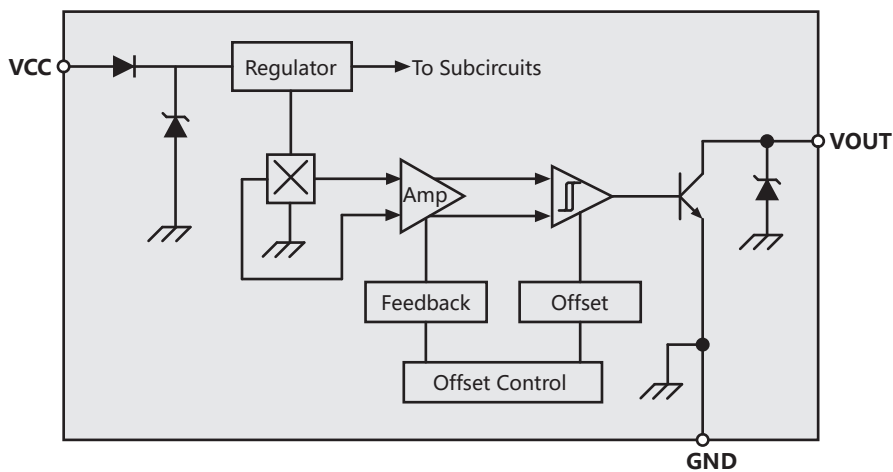 VCC
Regulator
To Subcircuits
VOUT
Amp
Feedback
Offset
Offset Control
GND